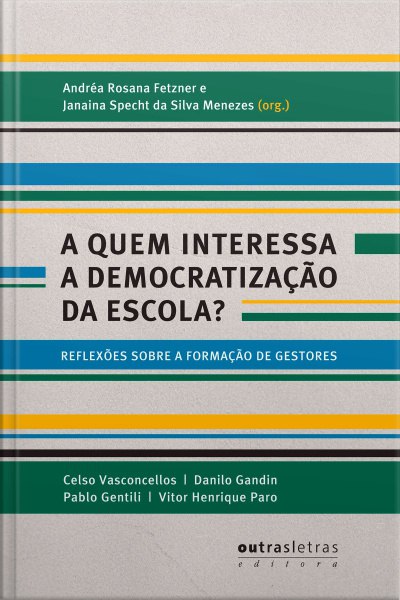 Andréa Rosana Fetzner e
Janaina Specht da Silva Menezes (org.)
A QUEM INTERESSA
A DEMOCRATIZAÇÃO
DA ESCOLA?
REFLEXÕES SOBRE A FORMAÇÃO DE GESTORES
Celso Vasconcellos | Danilo Gandin
Pablo Gentili | Vitor Henrique Paro
outrasletras
editora